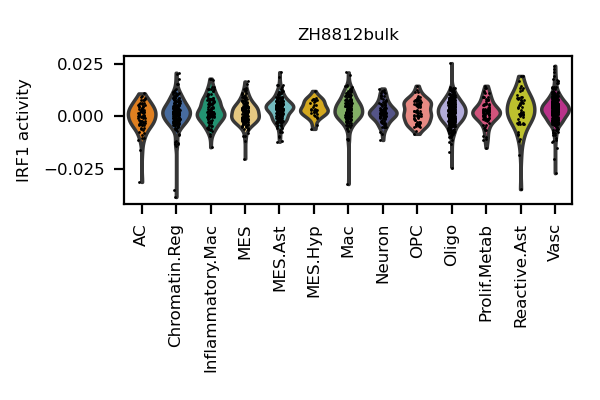 ZH8812bulk
IRF1 activity
0.025
0.000
−0.025
AC
Chromatin.Reg
Inflammatory.Mac
MES
MES.Ast
MES.Hyp
Mac
Neuron
OPC
Oligo
Prolif.Metab
Reactive.Ast
Vasc